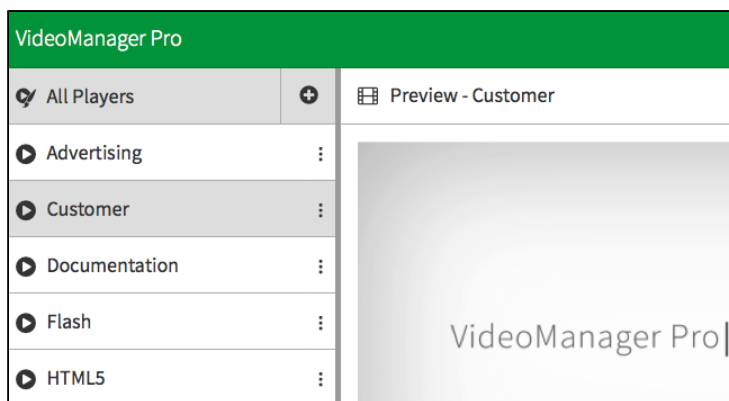 VideoManager Pro
All Players
Preview - Customer
Advertising
Customer
Documentation
Flash
HTML5
VideoManager Pro